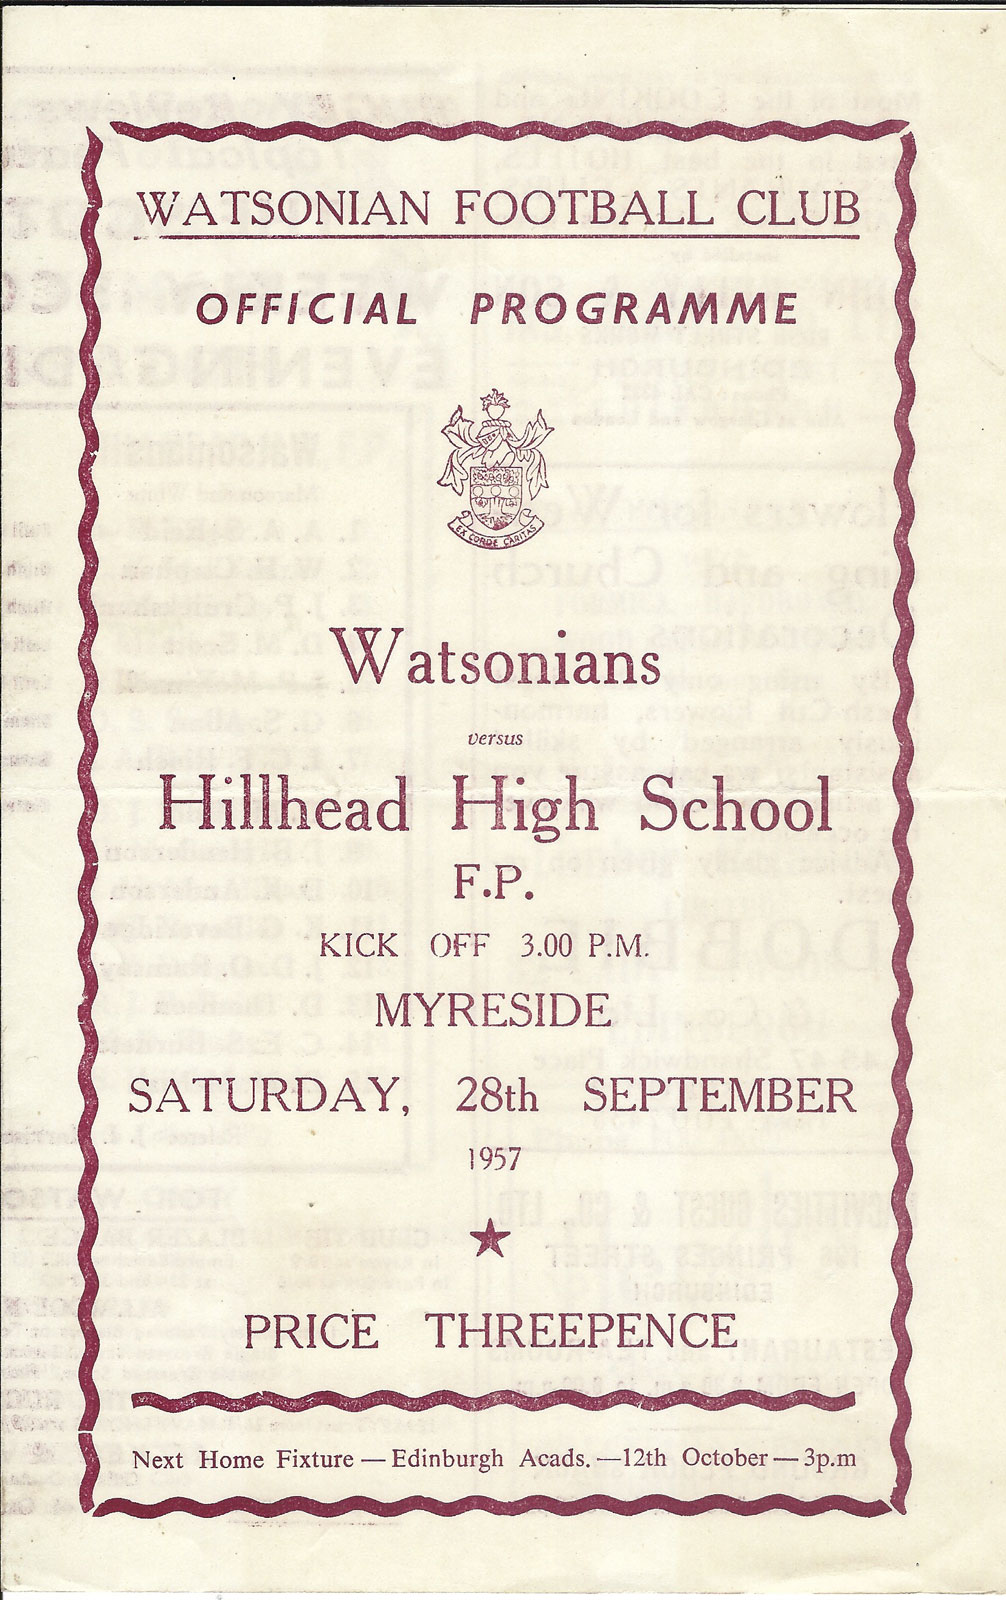 WATSONIAN FOOTBALL CLUB
OFFICIAL PROGRAMME
EX CORDE CARITAS
Watsonians
versus
Hillhead High School
F.P.
KICK OFF 3.00 P.M.
MYRESIDE
SATURDAY, 28th SEPTEMBER
1957
PRICE THREEPENCE
Next Home Fixture — Edinburgh Acads. — 12th October — 3p.m